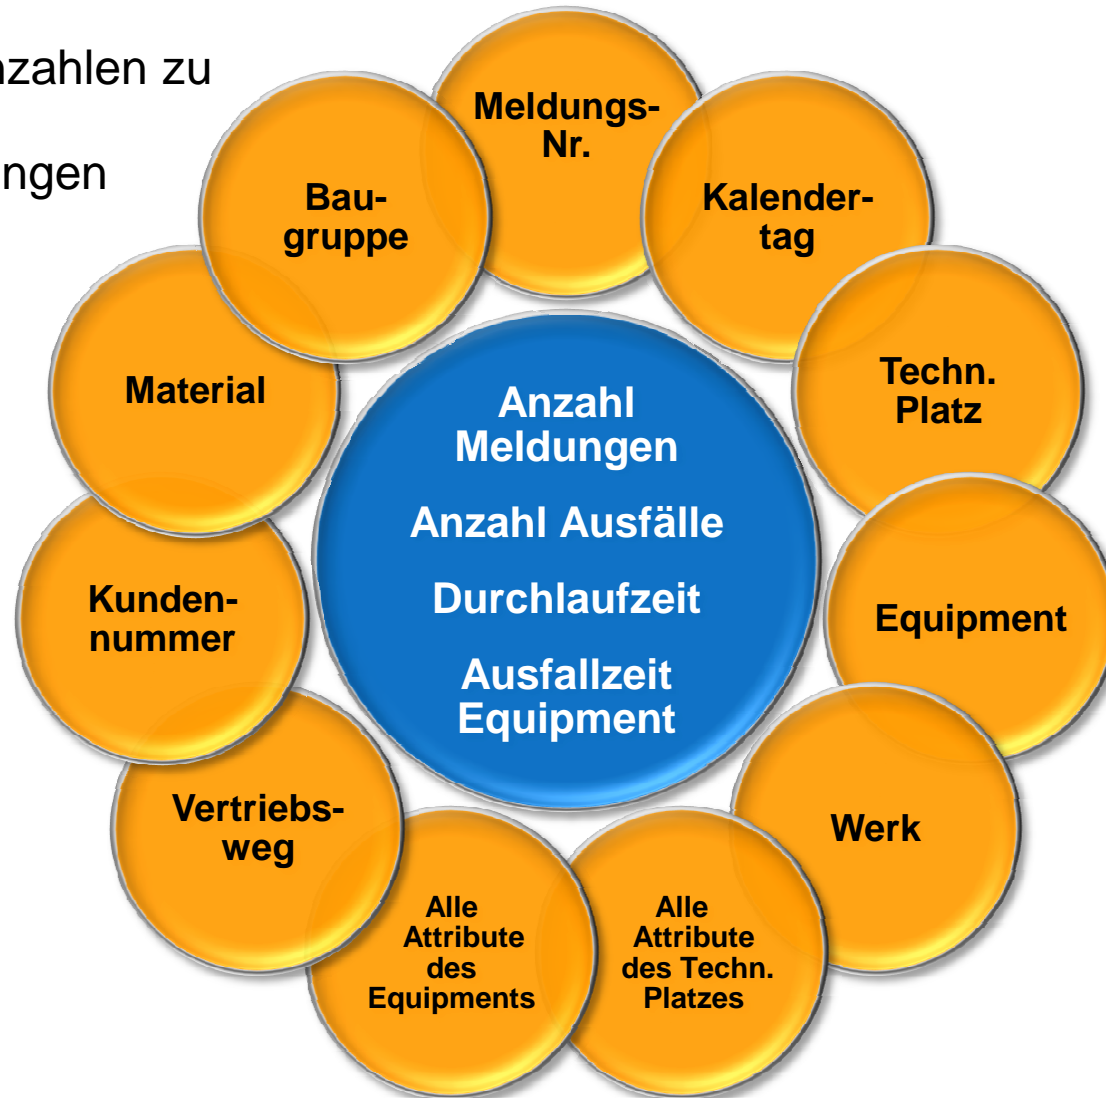 nzahlen zu
ngen
Meldungs-
Nr.
Kalender-
tag
Techn.
Platz
Equipment
Werk
Alle
Attribute
des Techn.
Platzes
Alle
Attribute
des
Equipments
Vertriebs-
weg
Kunden-
nummer
Material
Bau-
gruppe
Anzahl
Meldungen
Anzahl Ausfälle
Durchlaufzeit
Ausfallzeit
Equipment